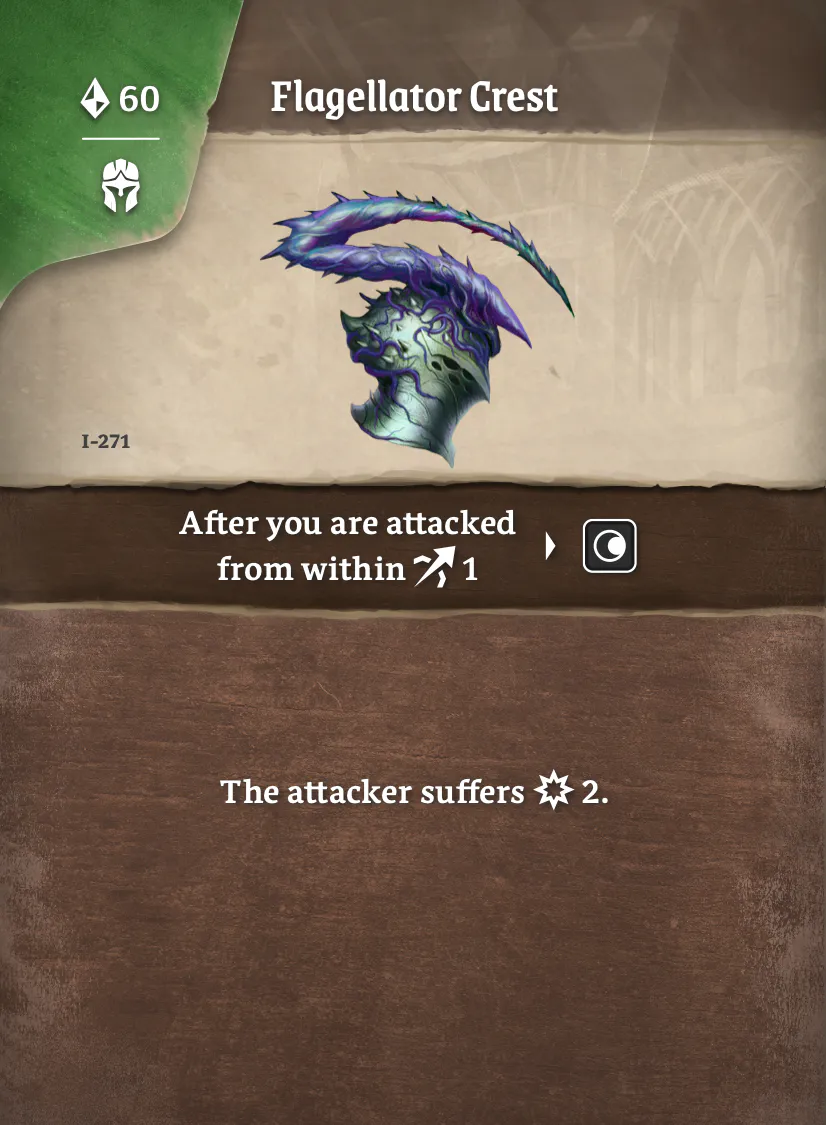 60
Flagellator Crest
I-271
After you are attacked
from within 1
The attacker suffers 2.